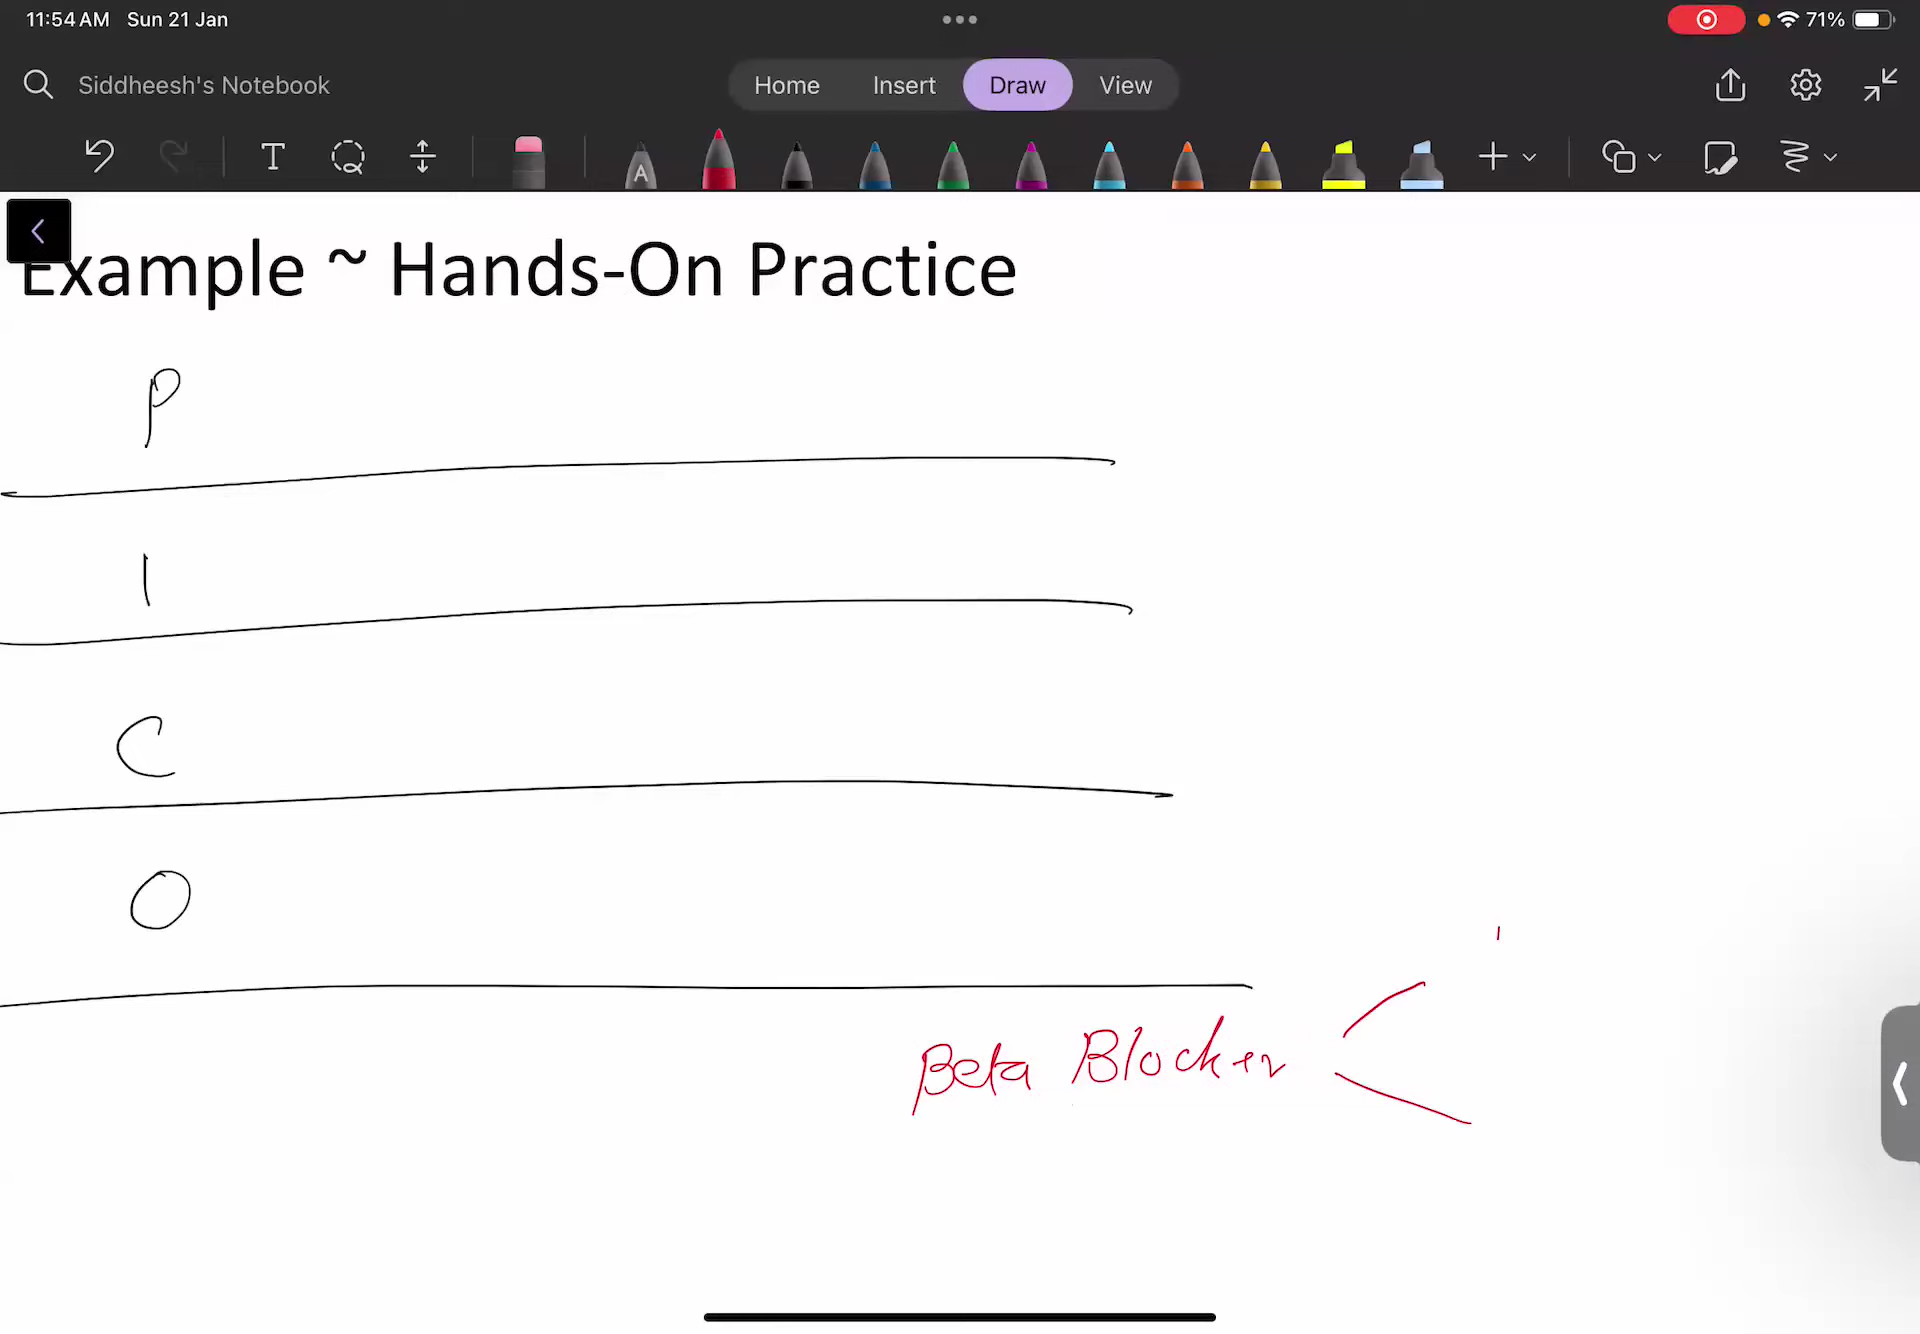 11:54 AM Sun 21 Jan 71%
Siddheesh's Notebook Home Insert Draw View
T A
Example ~ Hands-On Practice
P
I
C
O
Beta Blocker